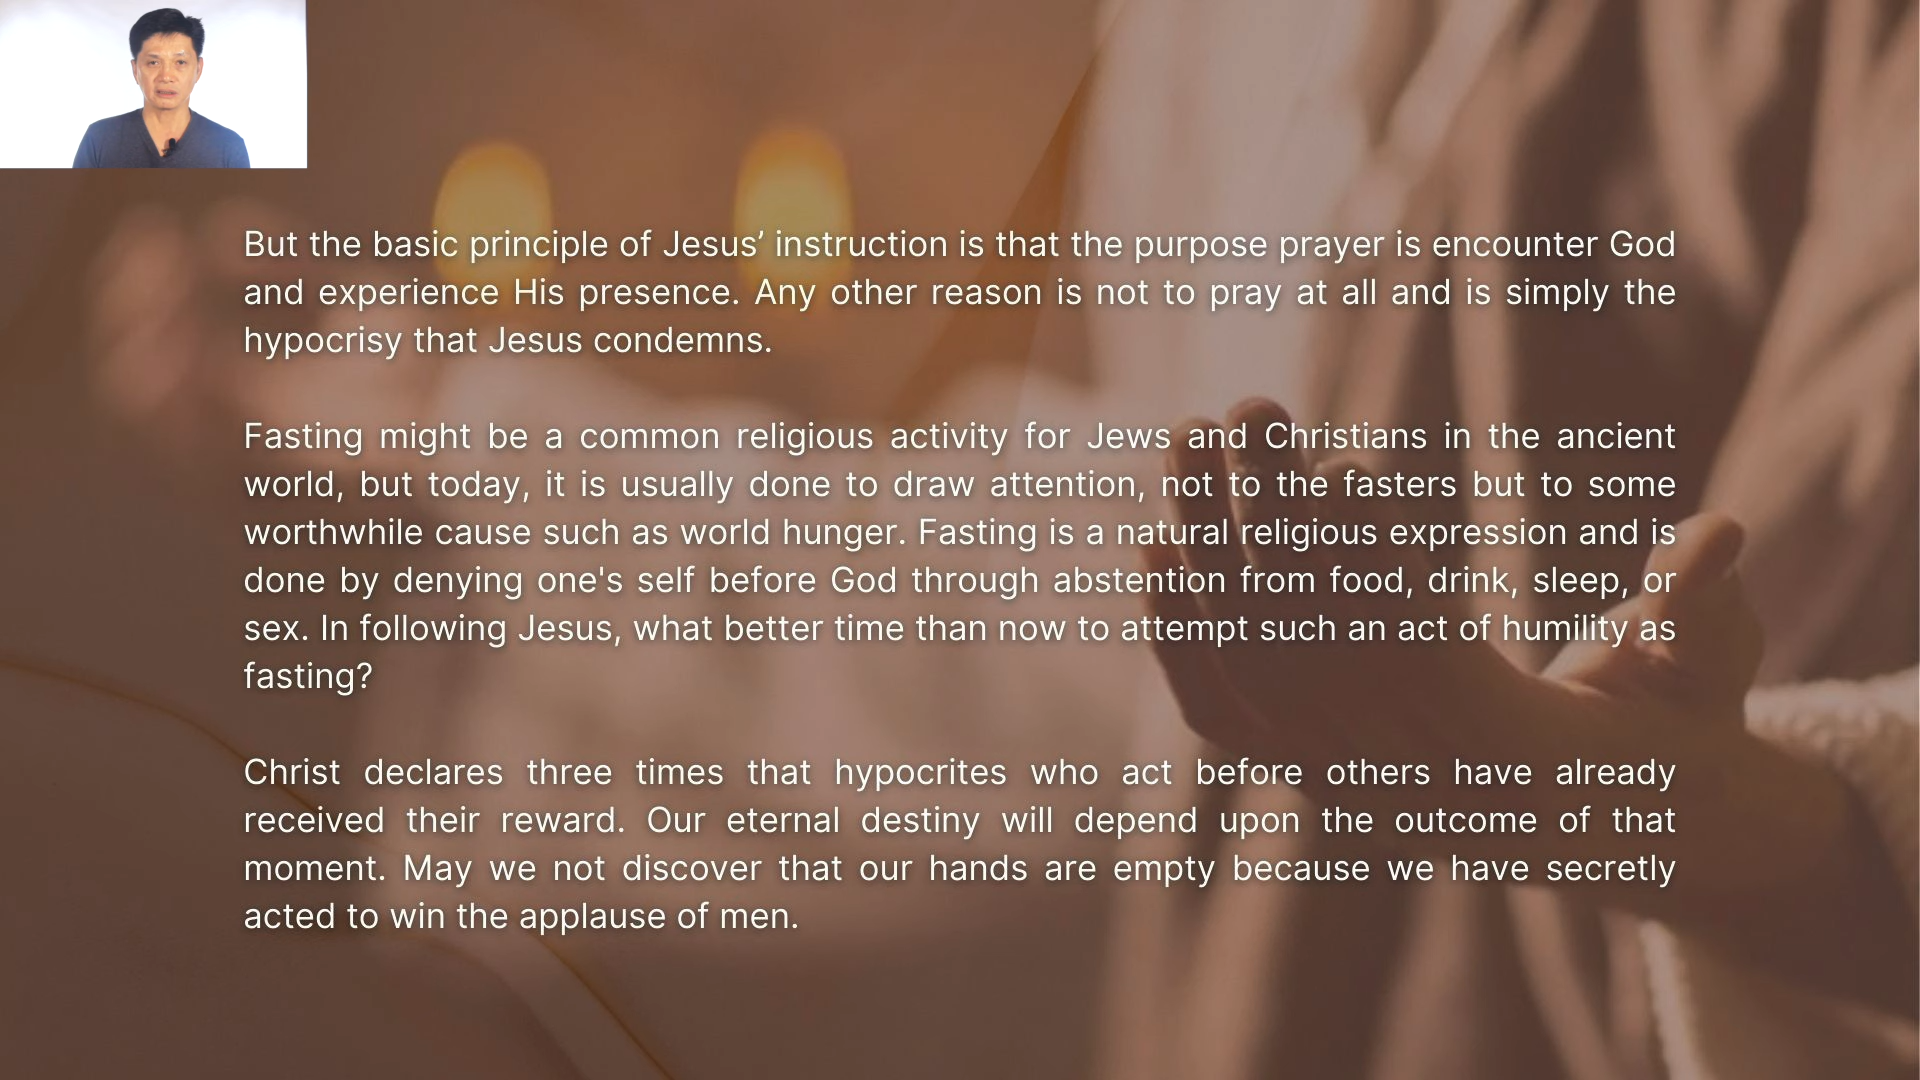 But the basic principle of Jesus’ instruction is that the purpose prayer is encounter God
and experience His presence. Any other reason is not to pray at all and is simply the
hypocrisy that Jesus condemns.
Fasting might be a common religious activity for Jews and Christians in the ancient
world, but today, it is usually done to draw attention, not to the fasters but to some
worthwhile cause such as world hunger. Fasting is a natural religious expression and is
done by denying one's self before God through abstention from food, drink, sleep, or
sex. In following Jesus, what better time than now to attempt such an act of humility as
fasting?
Christ declares three times that hypocrites who act before others have already
received their reward. Our eternal destiny will depend upon the outcome of that
moment. May we not discover that our hands are empty because we have secretly
acted to win the applause of men.